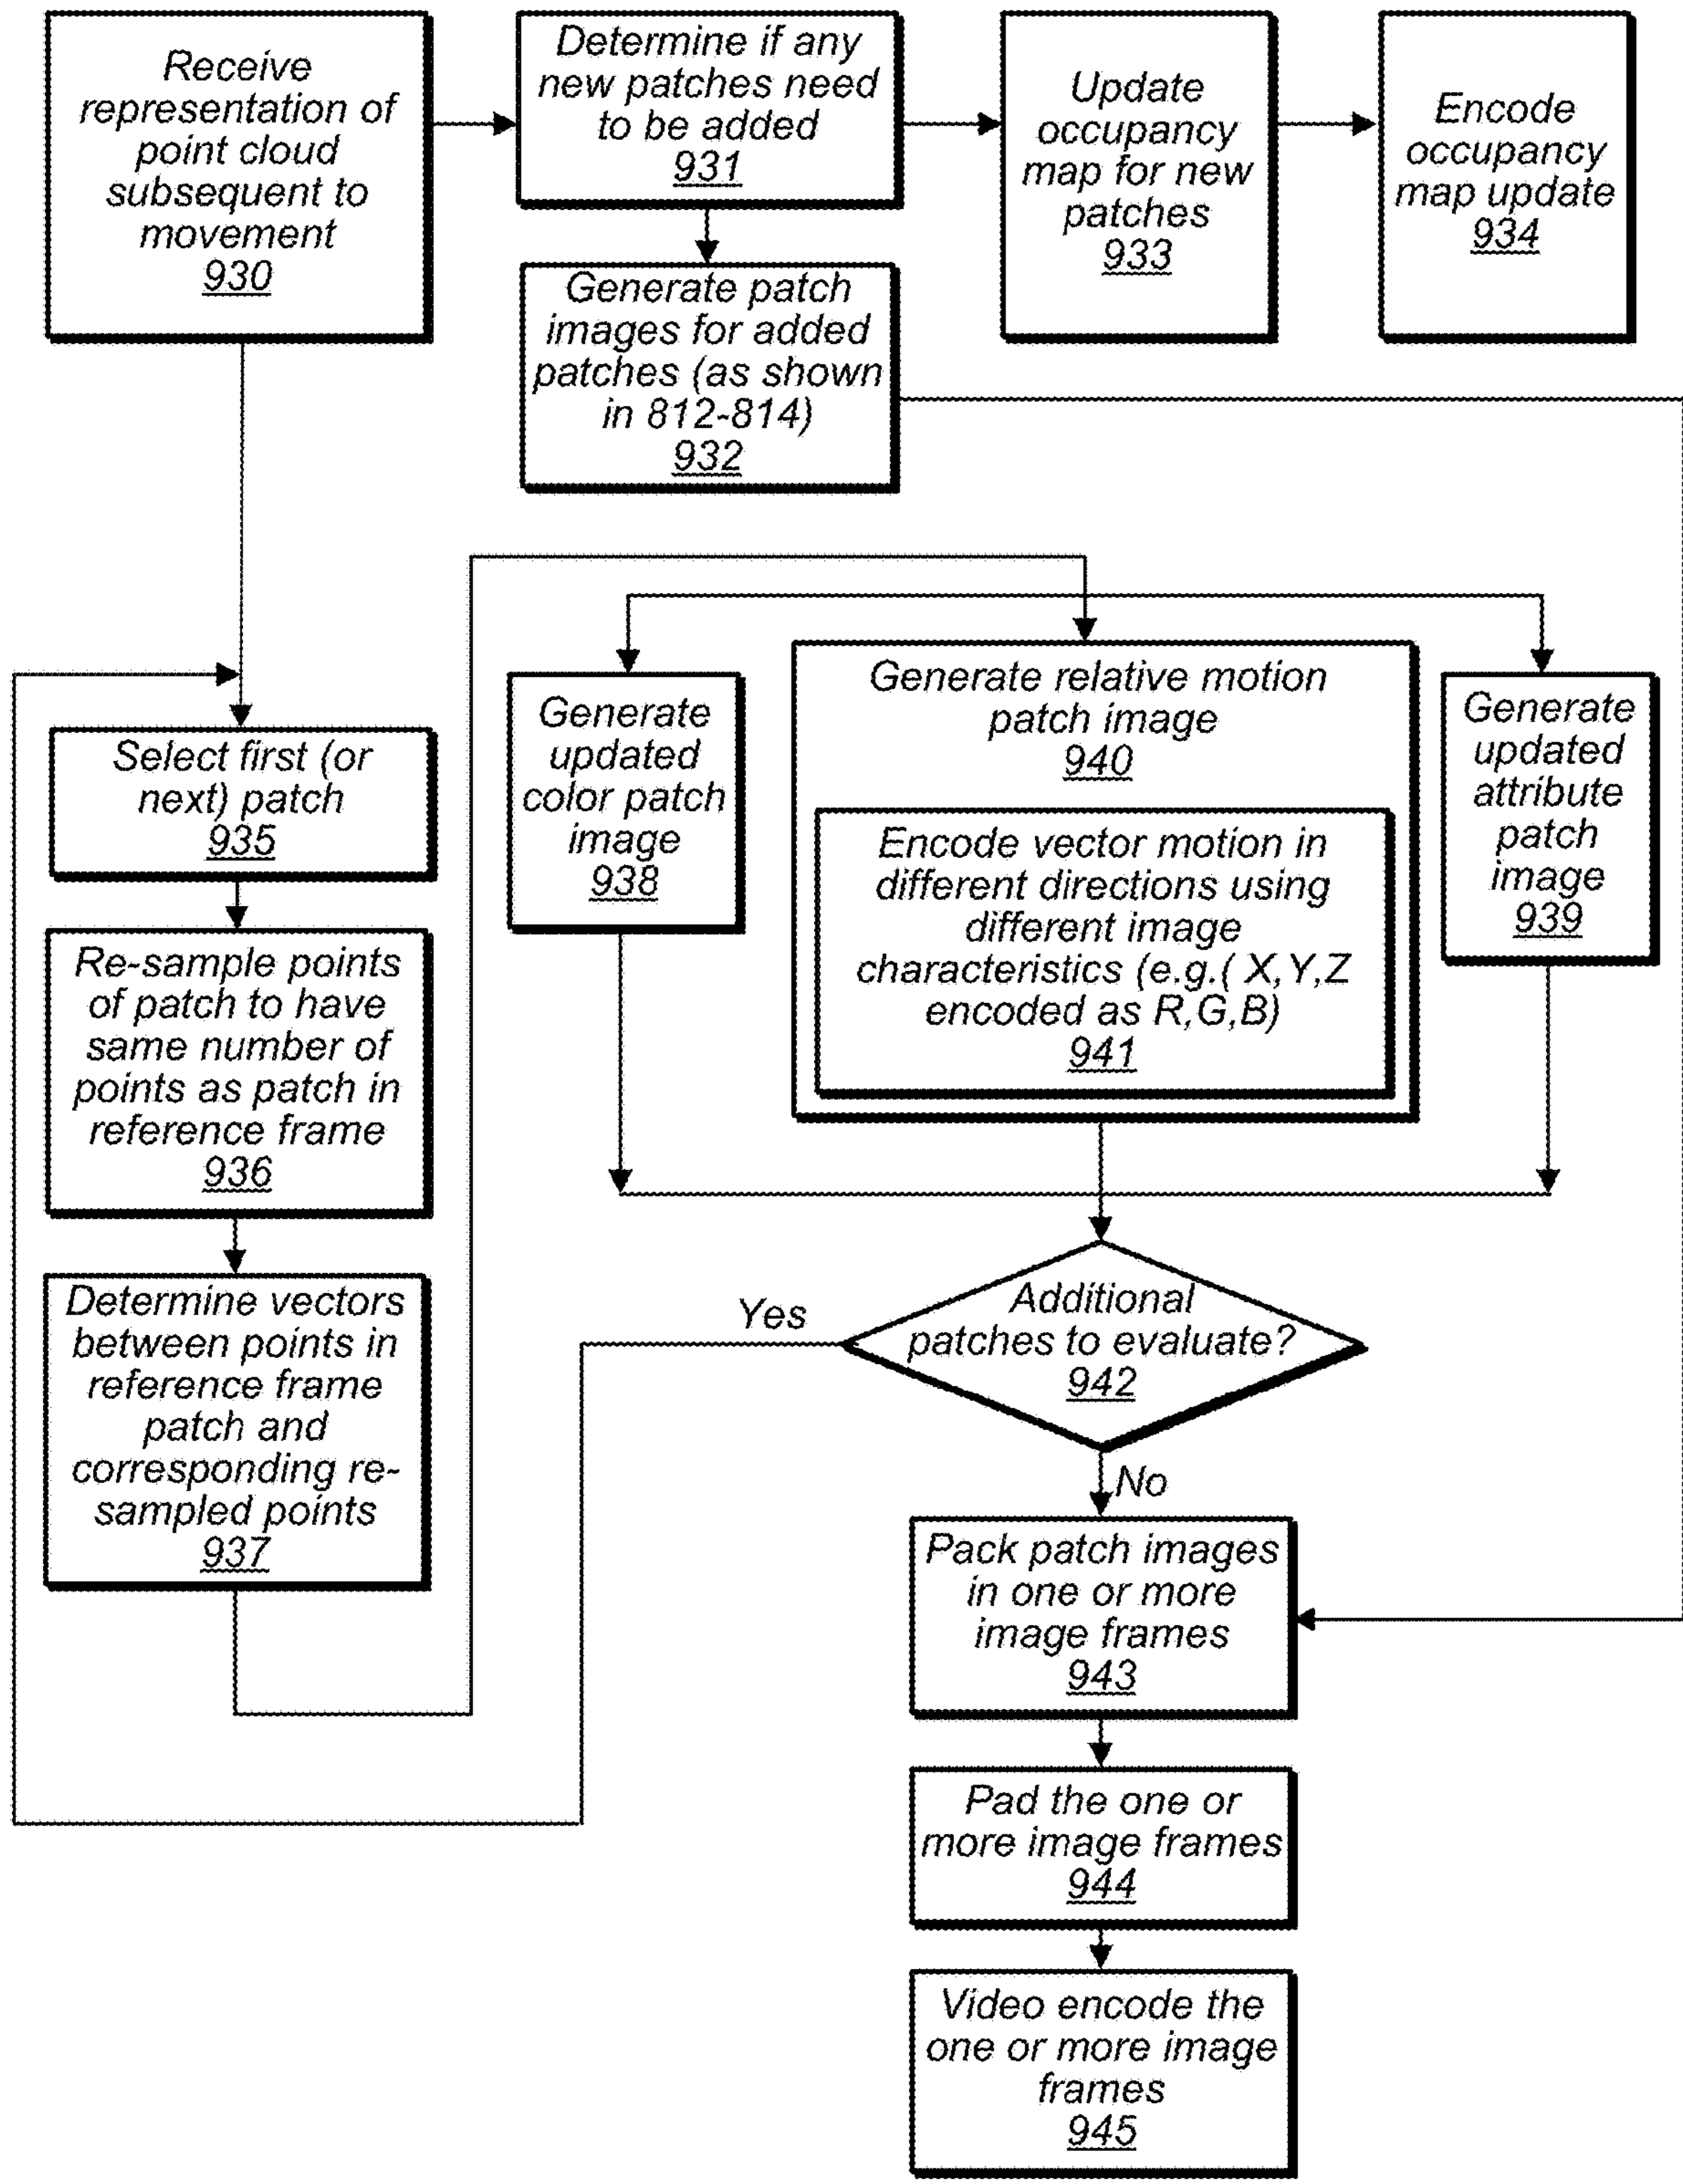 Receive
representation of
point cloud
subsequent to
movement
930
Determine if any
new patches need
to be added
931
Update
occupancy
map for new
patches
933
Encode
occupancy
map update
934
Generate patch
images for added
patches (as shown
in 812-814)
932
Select first (or
next) patch
935
Re-sample points
of patch to have
same number of
points as patch in
reference frame
936
Determine vectors
between points in
reference frame
patch and
corresponding re-
sampled points
937
Generate
updated
color patch
image
938
Generate relative motion
patch image
940
Encode vector motion in
different directions using
different image
characteristics (e.g.( X,Y,Z
encoded as R,G,B)
941
Generate
updated
attribute
patch
image
939
Additional
patches to evaluate?
942
Yes
No
Pack patch images
in one or more
image frames
943
Pad the one or
more image frames
944
Video encode the
one or more image
frames
945